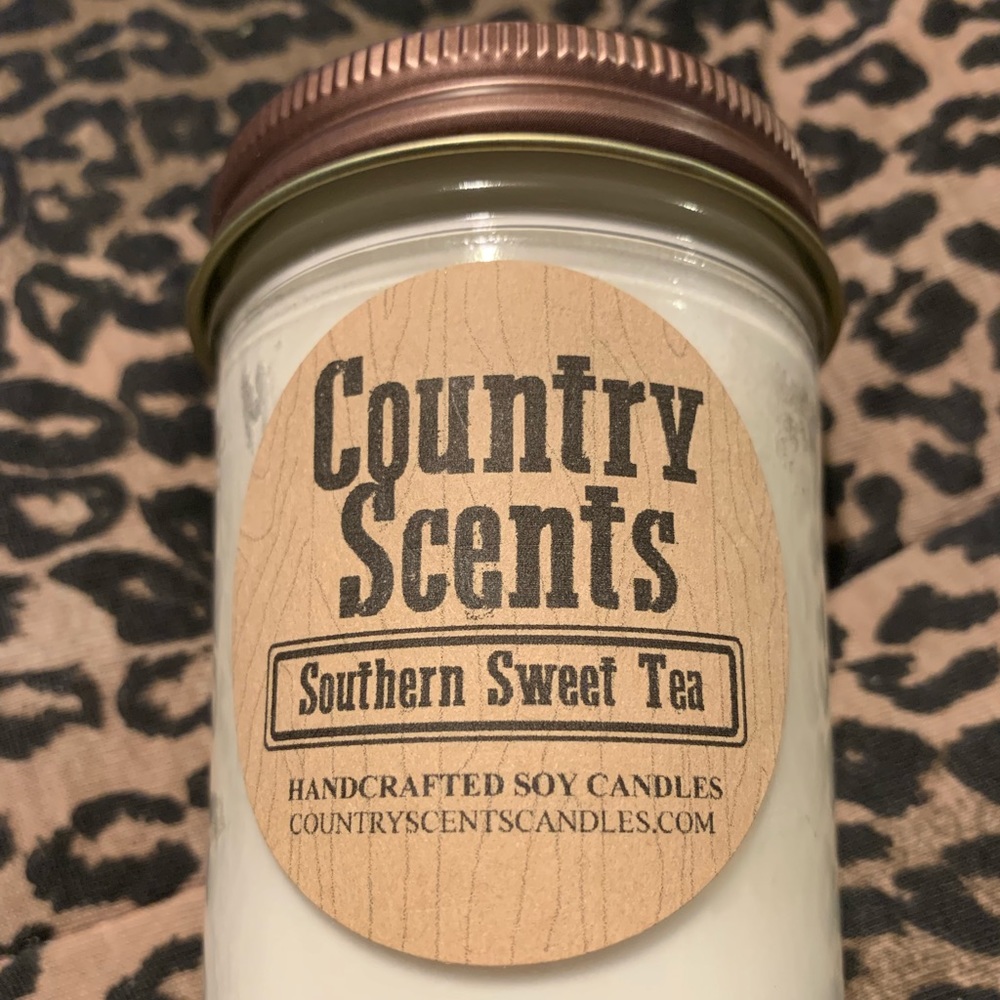 Country
Scents
Southern Sweet Tea
HANDCRAFTED SOY CANDLES
COUNTRYSCENTSCANDLES.COM